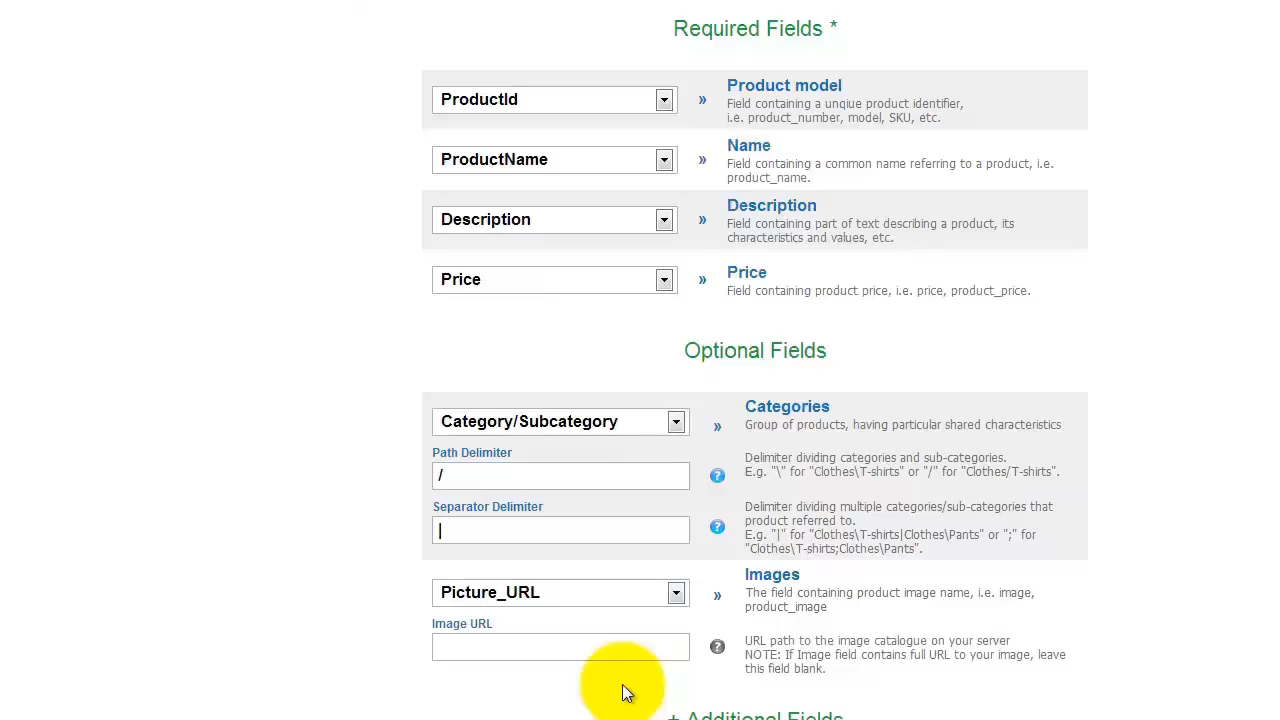 Required Fields *
ProductId
»
Product model
Field containing a unqiue product identifier,
i.e. product_number, model, SKU, etc.
ProductName
»
Name
Field containing a common name referring to a product, i.e.
product_name.
Description
»
Description
Field containing part of text describing a product, its
characteristics and values, etc.
Price
»
Price
Field containing product price, i.e. price, product_price.
Optional Fields
Category/Subcategory
»
Categories
Group of products, having particular shared characteristics
Path Delimiter
/
?
Delimiter dividing categories and sub-categories.
E.g. "\" for "Clothes\T-shirts" or "/" for "Clothes/T-shirts".
Separator Delimiter
|
?
Delimiter dividing multiple categories/sub-categories that
product referred to.
E.g. "|" for "Clothes\T-shirts|Clothes\Pants" or ";" for
"Clothes\T-shirts;Clothes\Pants".
Picture_URL
»
Images
The field containing product image name, i.e. image,
product_image
Image URL
?
URL path to the image catalogue on your server
NOTE: If Image field contains full URL to your image, leave
this field blank.
+ Additional Fields